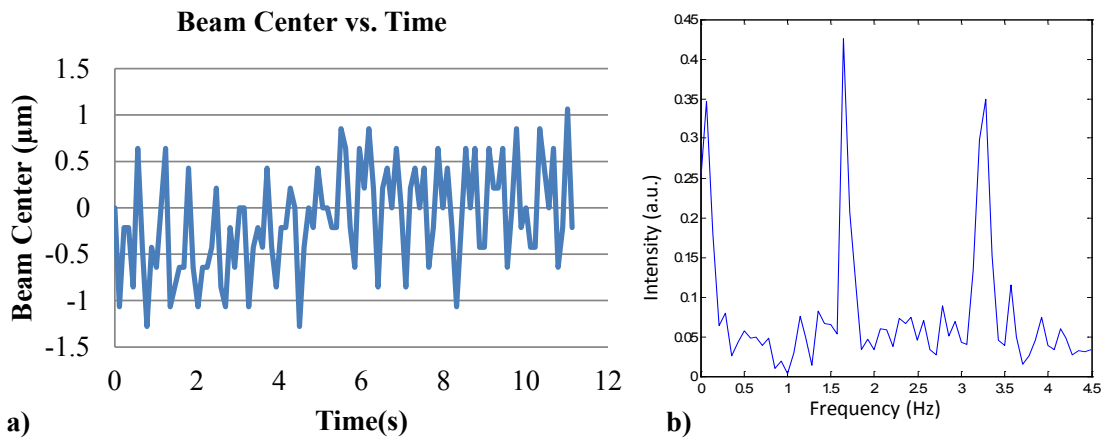 Beam Center vs. Time
Beam Center (µm)
1.5
1
0.5
0
-0.5
-1
-1.5
0 2 4 6 8 10 12
Time(s)
a)
Intensity (a.u.)
0.45
0.4
0.35
0.3
0.25
0.2
0.15
0.1
0.05
0
0 0.5 1 1.5 2 2.5 3 3.5 4 4.5
Frequency (Hz)
b)